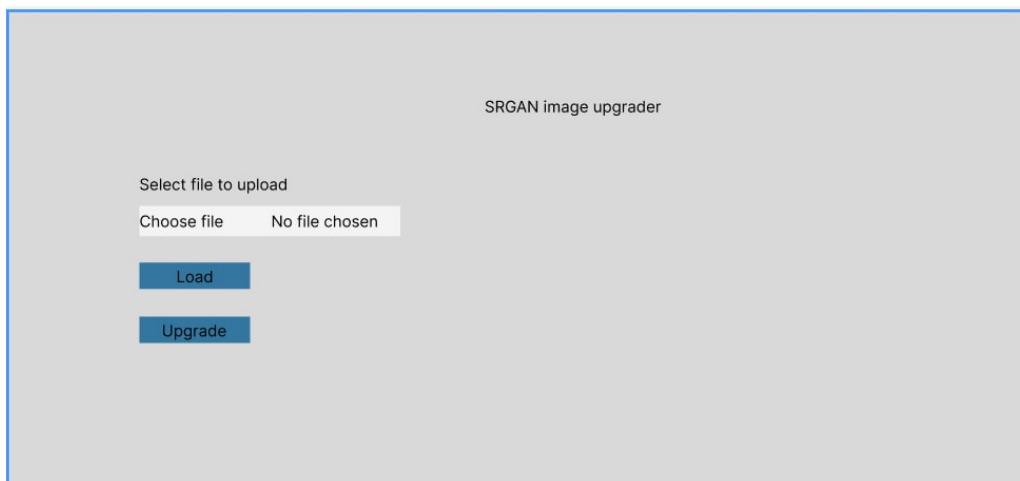 SRGAN image upgrader
Select file to upload
Choose file No file chosen
Load
Upgrade